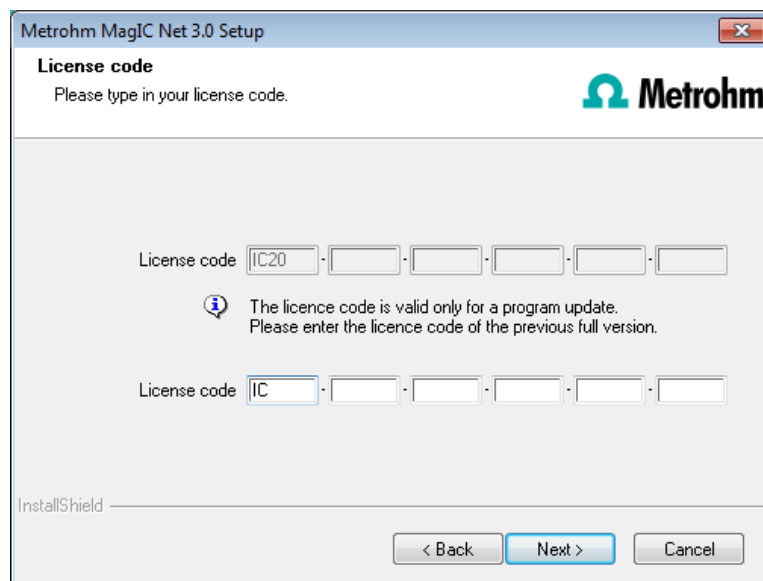 Metrohm MagIC Net 3.0 Setup
License code
Please type in your license code.
Metrohm
License code IC20 - - - - -
The licence code is valid only for a program update.
Please enter the licence code of the previous full version.
License code IC - - - - -
InstallShield
< Back Next > Cancel